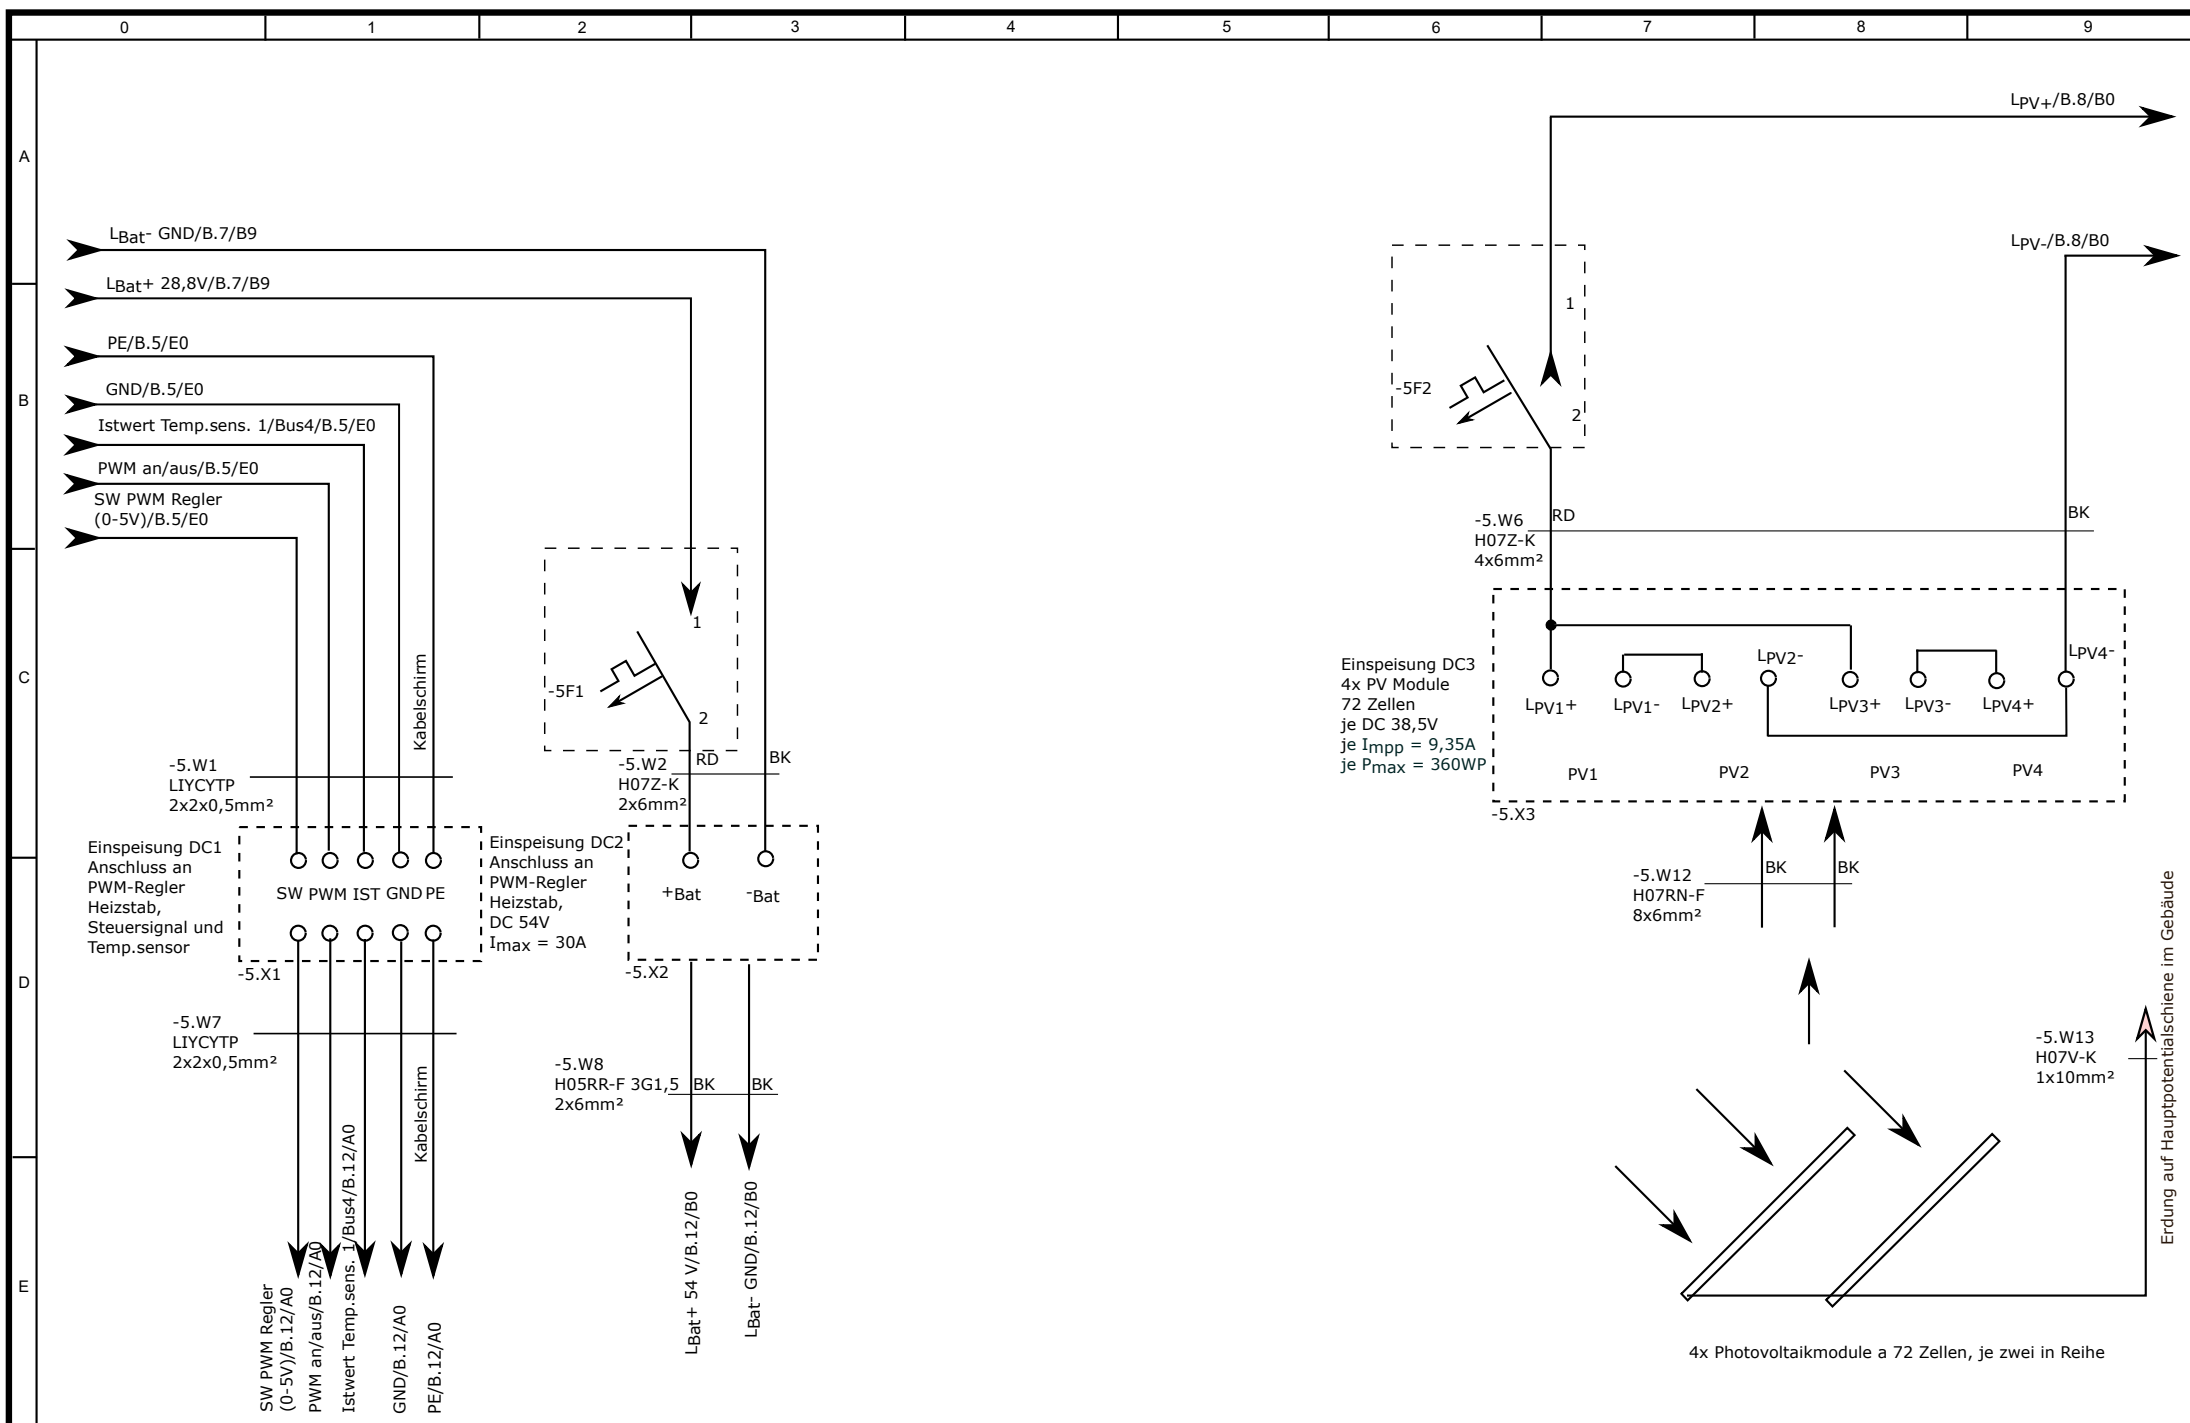 0 1 2 3 4 5 6 7 8 9
A
B
C
D
E
LBat- GND/B.7/B9
LBat+ 28,8V/B.7/B9
PE/B.5/E0
GND/B.5/E0
Istwert Temp.sens. 1/Bus4/B.5/E0
PWM an/aus/B.5/E0
SW PWM Regler
(0-5V)/B.5/E0
Kabelschirm
-5.W1
LIYCYTP
2x2x0,5mm²
Einspeisung DC1
Anschluss an
PWM-Regler
Heizstab,
Steuersignal und
Temp.sensor
SW PWM IST GND PE
-5.X1
-5.W7
LIYCYTP
2x2x0,5mm²
Kabelschirm
SW PWM Regler
(0-5V)/B.12/A0
PWM an/aus/B.12/A0
Istwert Temp.sens. 1/Bus4/B.12/A0
GND/B.12/A0
PE/B.12/A0
-5F1
1
2
-5.W2
H07Z-K
2x6mm²
RD
BK
Einspeisung DC2
Anschluss an
PWM-Regler
Heizstab,
DC 54V
Imax = 30A
+Bat
-Bat
-5.X2
-5.W8
H05RR-F 3G1,5
2x6mm²
BK
BK
LBat+ 54 V/B.12/B0
LBat- GND/B.12/B0
LPV+/B.8/B0
LPV-/B.8/B0
-5F2
1
2
-5.W6
H07Z-K
4x6mm²
RD
BK
Einspeisung DC3
4x PV Module
72 Zellen
je DC 38,5V
je Impp = 9,35A
je Pmax = 360WP
LPV1+
LPV1-
LPV2+
LPV2-
LPV3+
LPV3-
LPV4+
LPV4-
PV1
PV2
PV3
PV4
-5.X3
-5.W12
H07RN-F
8x6mm²
BK
BK
-5.W13
H07V-K
1x10mm²
Erdung auf Hauptpotentialschiene im Gebäude
4x Photovoltaikmodule a 72 Zellen, je zwei in Reihe